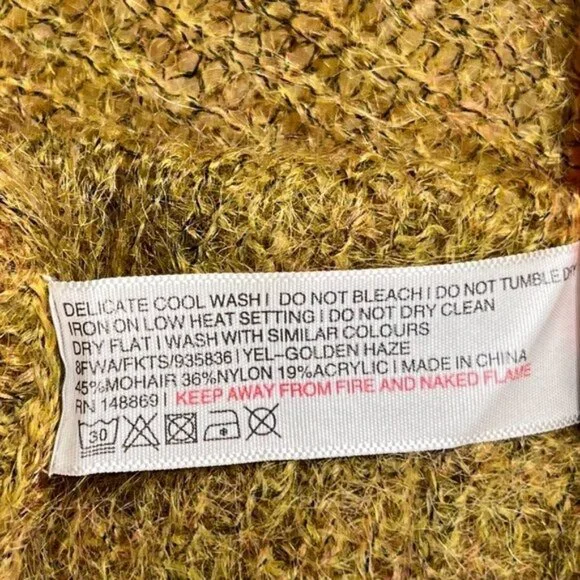 DELICATE COOL WASH | DO NOT BLEACH | DO NOT TUMBLE DRY
IRON ON LOW HEAT SETTING | DO NOT DRY CLEAN
DRY FLAT | WASH WITH SIMILAR COLOURS
8FWA/FKTS/935836 | YEL-GOLDEN HAZE
45%MOHAIR 36%NYLON 19%ACRYLIC | MADE IN CHINA
RN 148869 | KEEP AWAY FROM FIRE AND NAKED FLAME
30